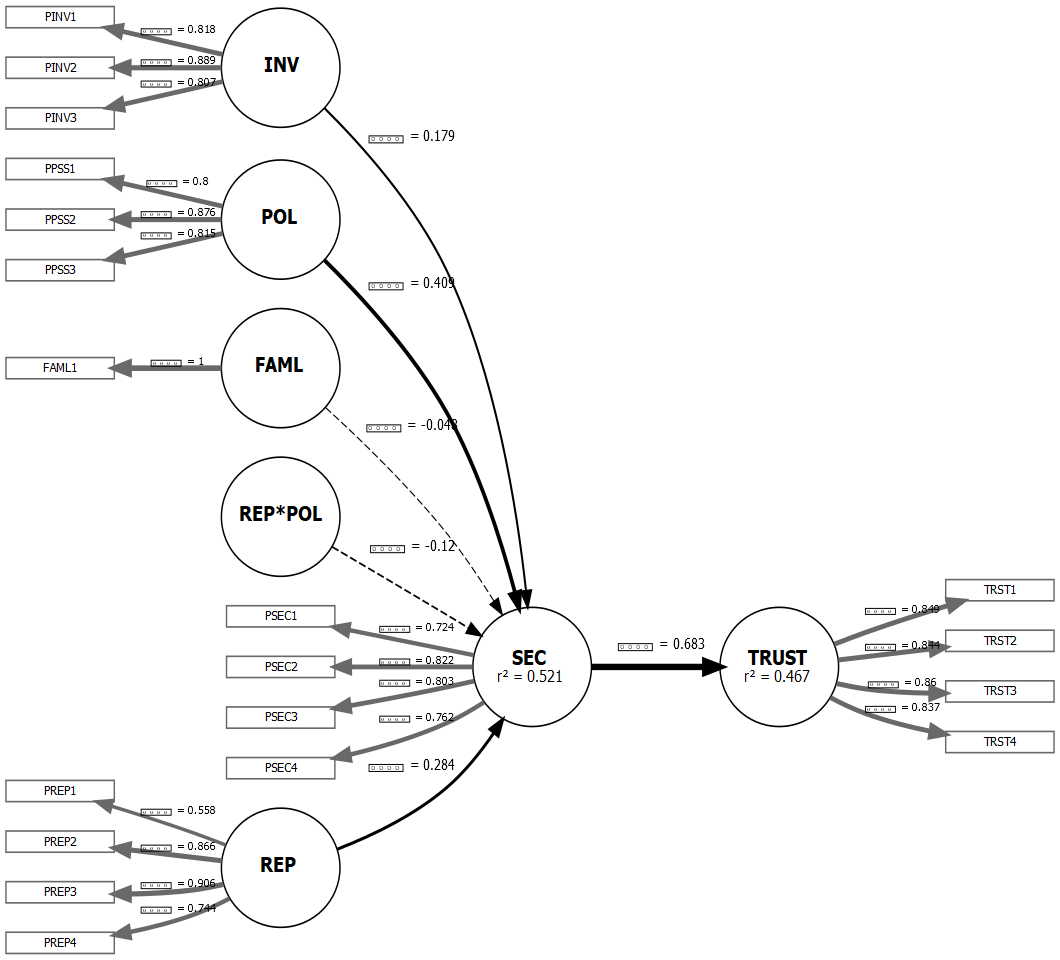 PINV1
= 0.818
PINV2
= 0.889
PINV3
= 0.807
INV
= 0.179
PPSS1
= 0.8
PPSS2
= 0.876
PPSS3
= 0.815
POL
= 0.409
FAML1
= 1
FAML
= -0.048
REP*POL
= -0.12
PSEC1
= 0.724
PSEC2
= 0.822
PSEC3
= 0.803
PSEC4
= 0.762
SEC
r² = 0.521
= 0.683
TRUST
r² = 0.467
TRST1
= 0.849
TRST2
= 0.844
TRST3
= 0.86
TRST4
= 0.837
= 0.284
PREP1
= 0.558
PREP2
= 0.866
PREP3
= 0.906
PREP4
= 0.744
REP